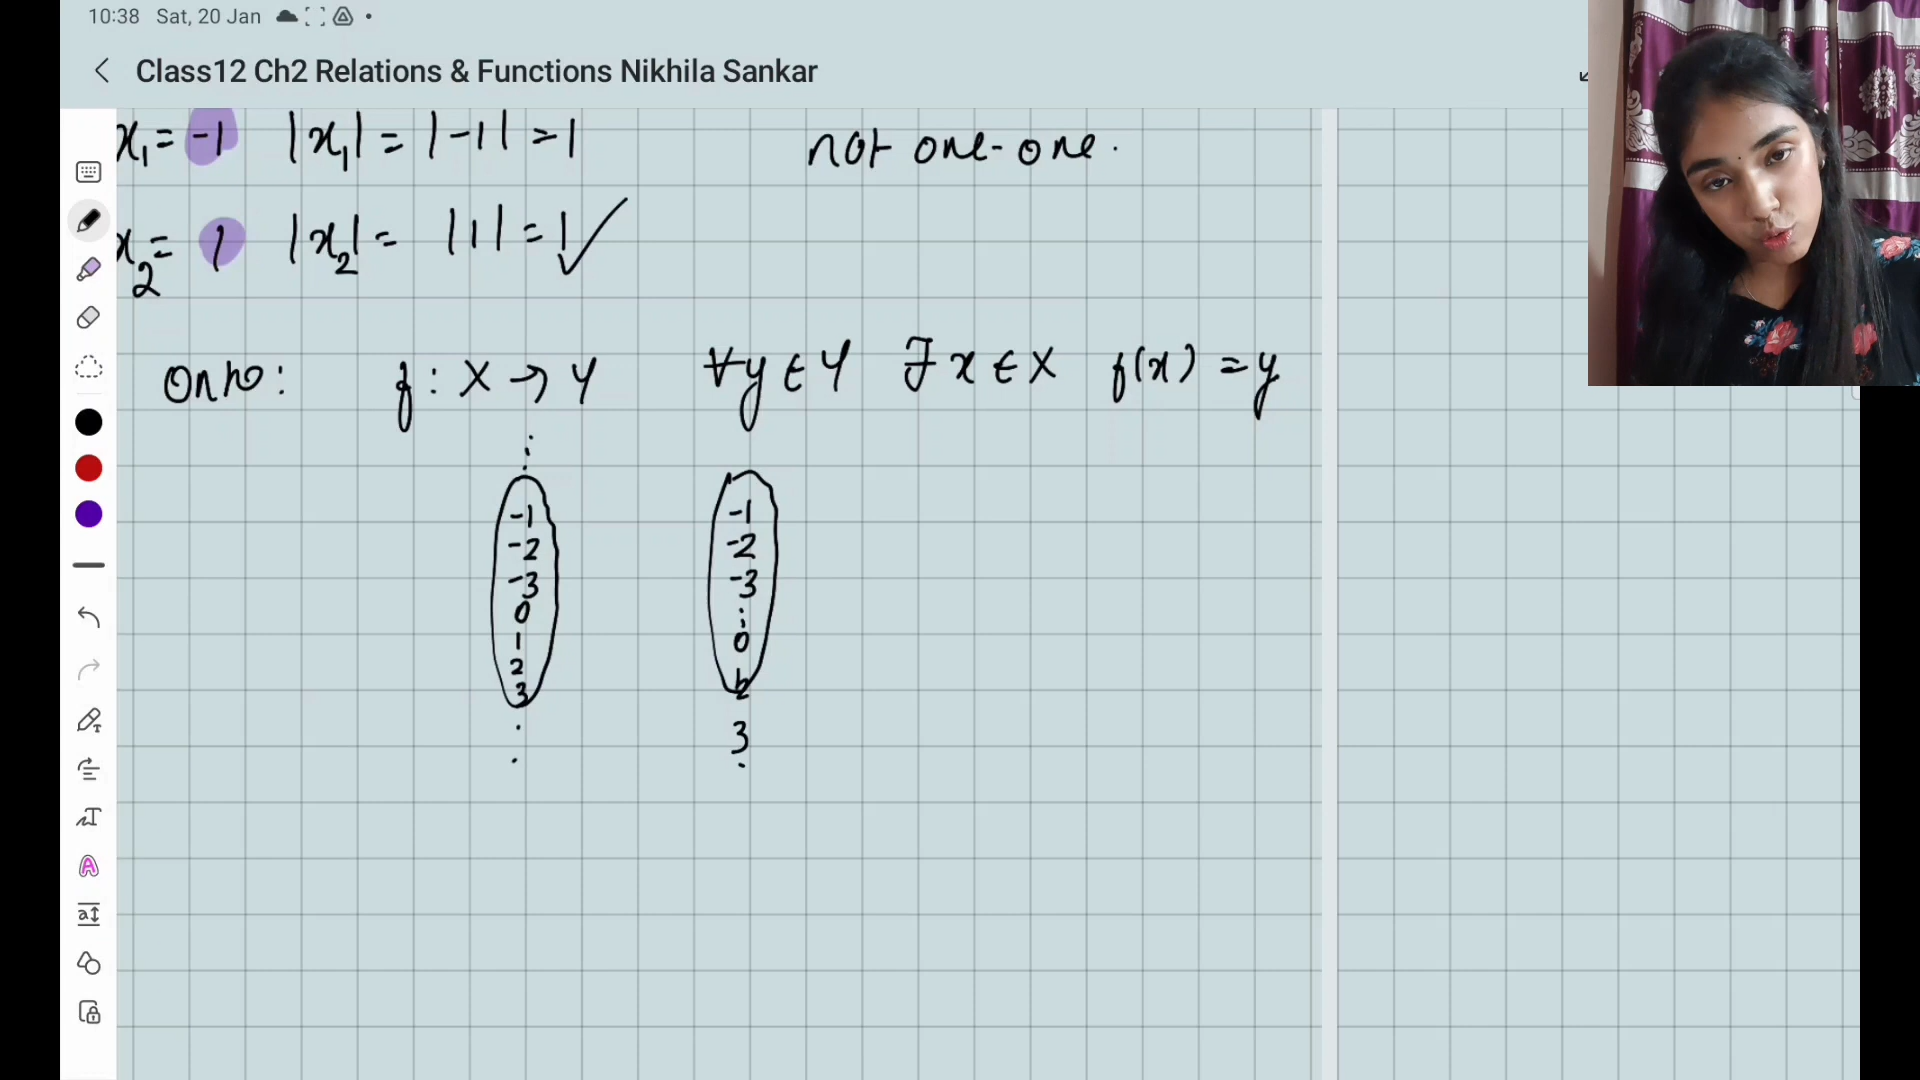 10:38 Sat, 20 Jan
Class12 Ch2 Relations & Functions Nikhila Sankar
x₁ = -1 |x₁| = |-1| = 1 not one-one.
x₂ = 1 |x₂| = |1| = 1 ✓
Onto: f : X → Y ∀y ∈ Y ∃ x ∈ X f(x) = y
-1 -1
-2 -2
-3 -3
0 0
1
2 2
3 3